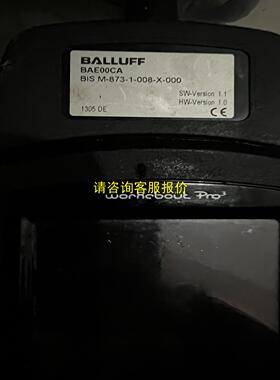 BALLUFF
BAE00CA
BIS M-873-1-008-X-000
SW-Version 1.1
HW-Version 1.0
1305 DE
CE
请咨询客服报价
Workabout Pro³